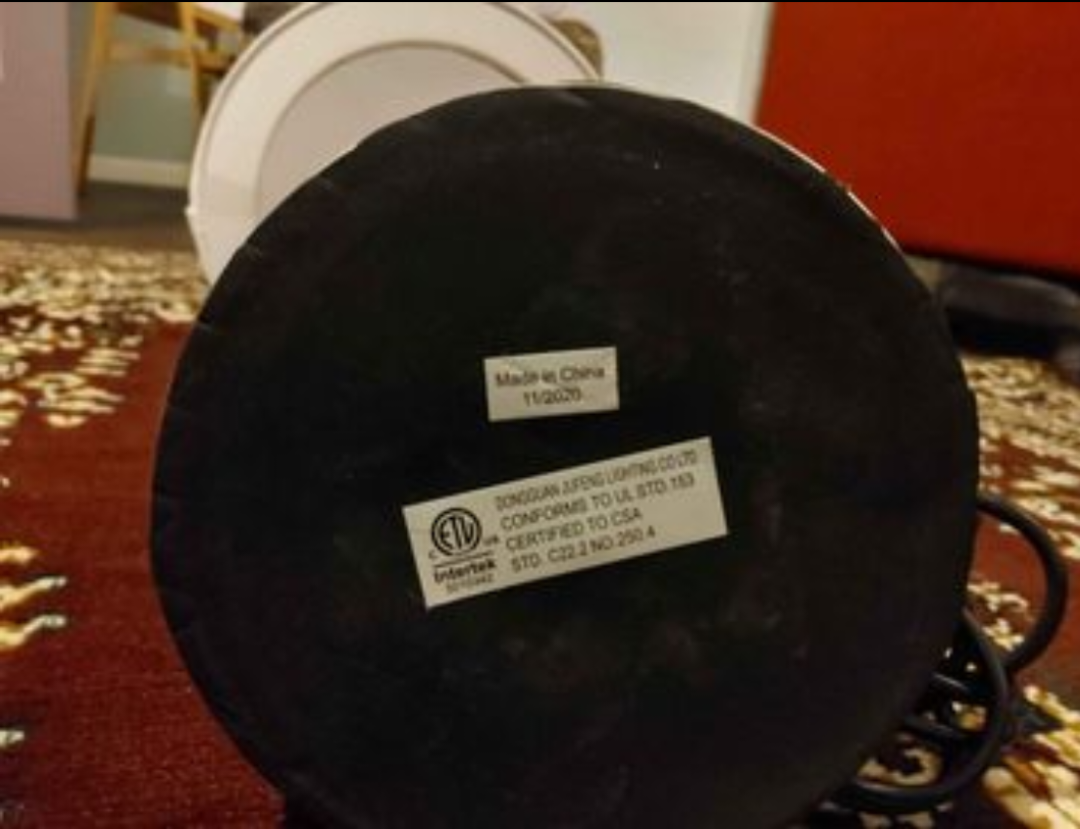 Made in China
11/2020
DONGGUAN JUFENG LIGHTING CO LTD
CONFORMS TO UL STD.153
CERTIFIED TO CSA
STD. C22.2 NO.250.4
ETL
C US
Intertek